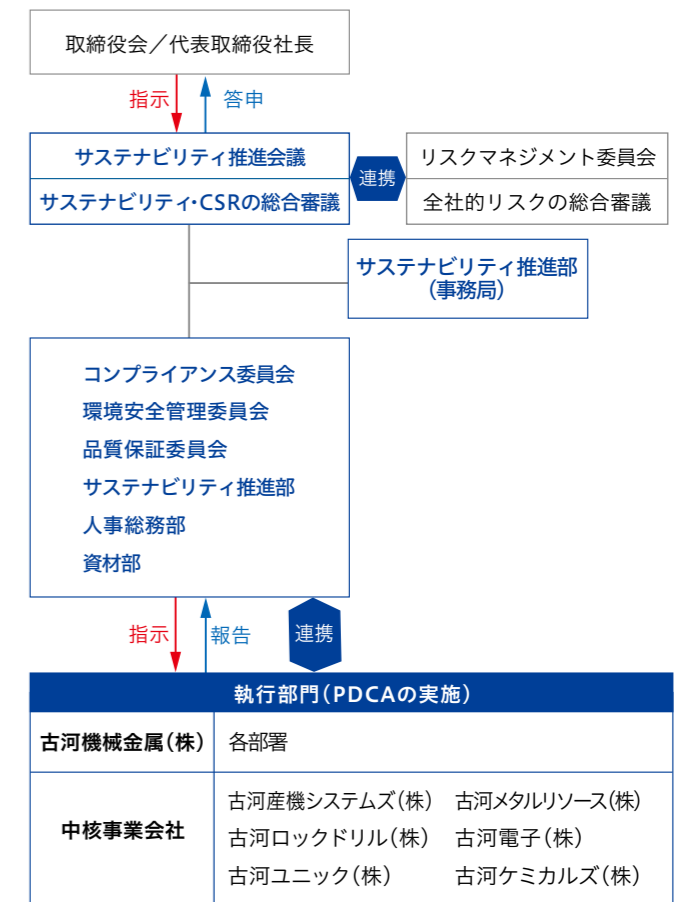 取締役会／代表取締役社長
指示
答申
サステナビリティ推進会議
サステナビリティ・CSRの総合審議
連携
リスクマネジメント委員会
全社的リスクの総合審議
サステナビリティ推進部
（事務局）
コンプライアンス委員会
環境安全管理委員会
品質保証委員会
サステナビリティ推進部
人事総務部
資材部
指示
報告
連携
執行部門（PDCAの実施）
古河機械金属（株）
各部署
中核事業会社
古河産機システムズ（株） 古河メタルリソース（株）
古河ロックドリル（株） 古河電子（株）
古河ユニック（株） 古河ケミカルズ（株）